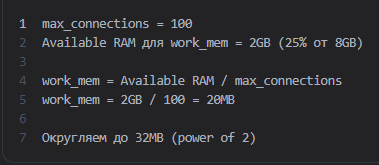 1 max_connections = 100
2 Available RAM для work_mem = 2GB (25% от 8GB)
3
4 work_mem = Available RAM / max_connections
5 work_mem = 2GB / 100 = 20MB
6
7 Округляем до 32MB (power of 2)